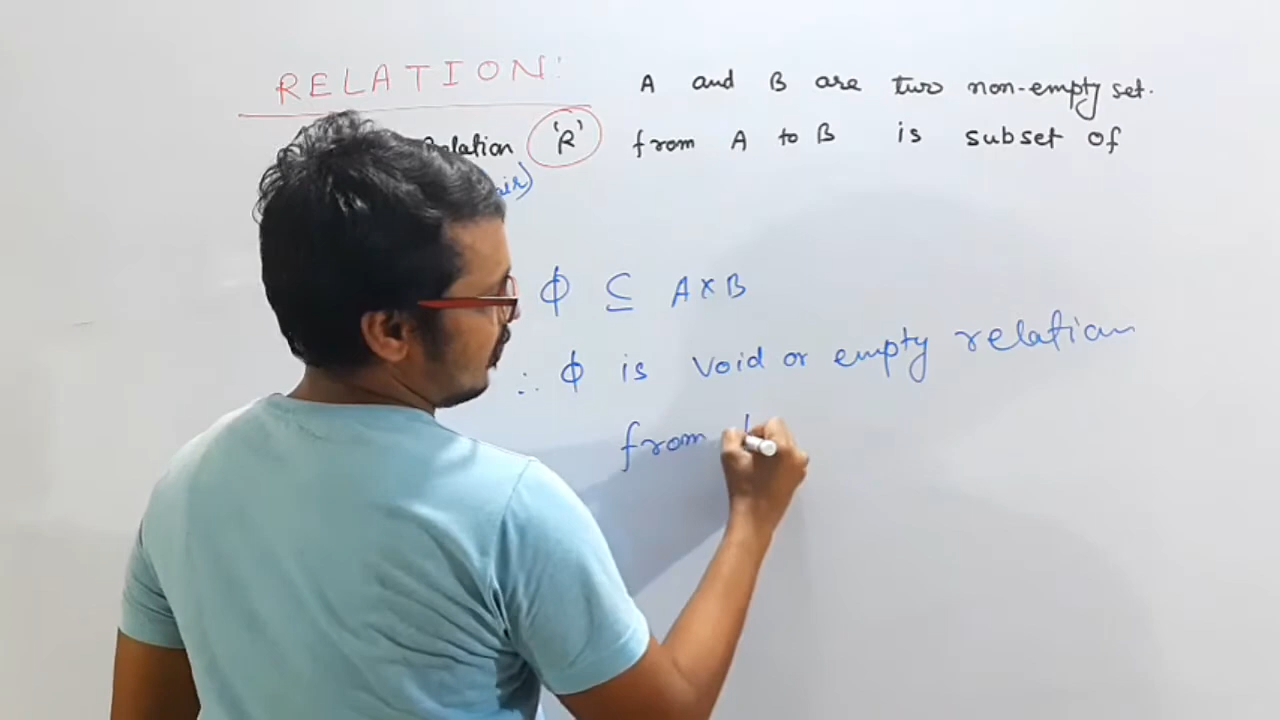 RELATION:
A and B are two non-empty set.
Relation 'R' from A to B is subset of
ϕ ⊆ A×B
∴ ϕ is void or empty relation
from